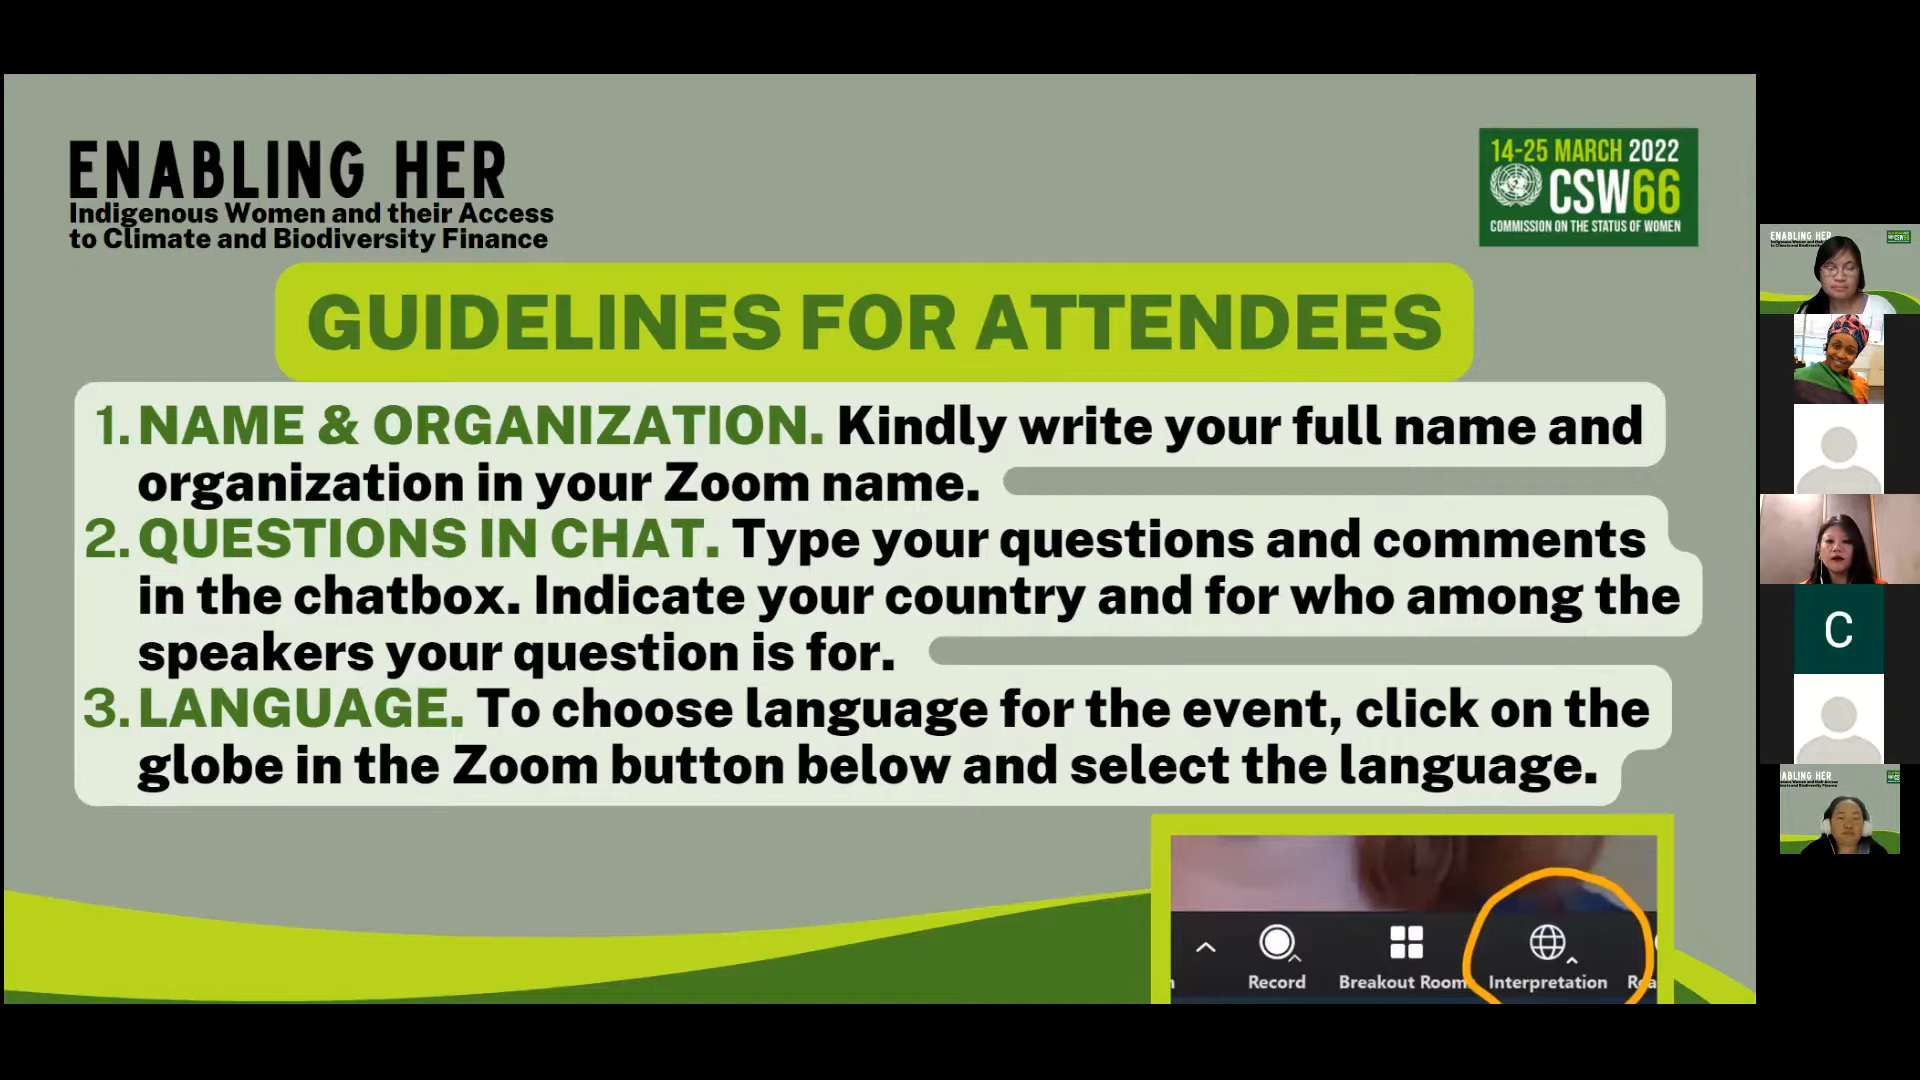 ENABLING HER
Indigenous Women and their Access
to Climate and Biodiversity Finance
14-25 MARCH 2022
CSW66
COMMISSION ON THE STATUS OF WOMEN
GUIDELINES FOR ATTENDEES
1. NAME & ORGANIZATION. Kindly write your full name and
organization in your Zoom name.
2. QUESTIONS IN CHAT. Type your questions and comments
in the chatbox. Indicate your country and for who among the
speakers your question is for.
3. LANGUAGE. To choose language for the event, click on the
globe in the Zoom button below and select the language.
Record
Breakout Room
Interpretation
ENABLING HER
C
ABLING HER